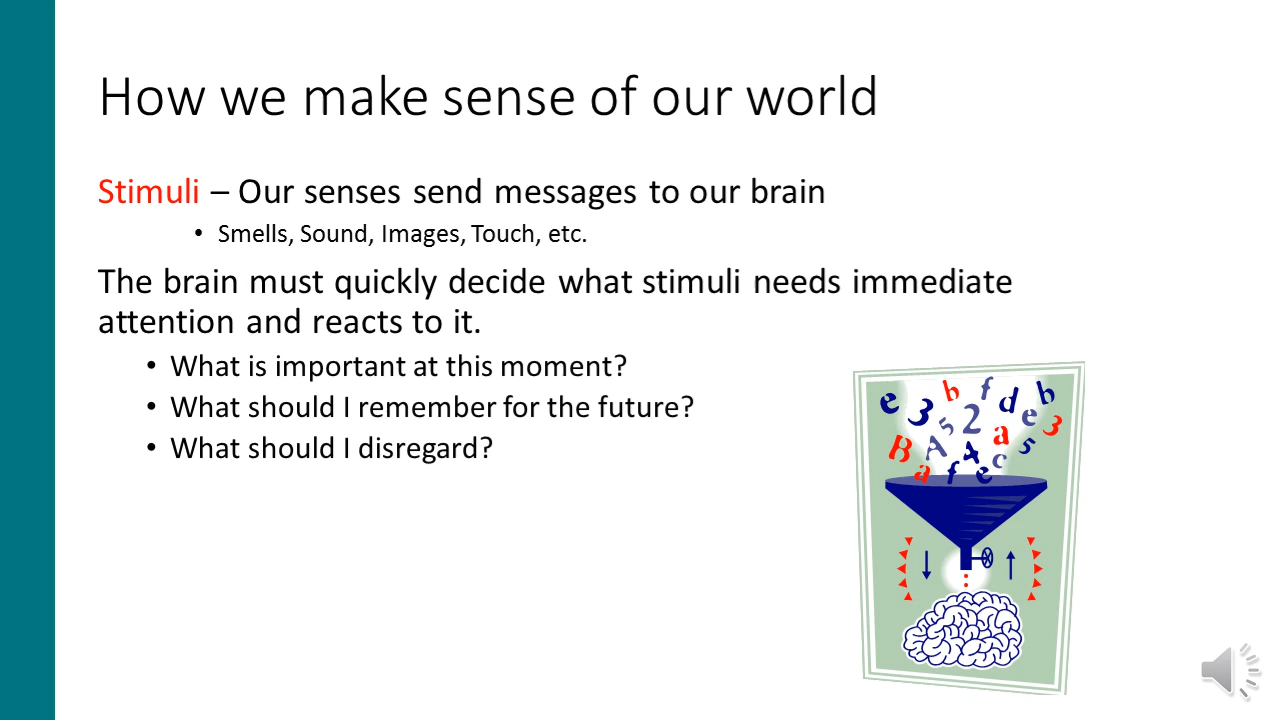 How we make sense of our world
Stimuli – Our senses send messages to our brain
• Smells, Sound, Images, Touch, etc.
The brain must quickly decide what stimuli needs immediate
attention and reacts to it.
• What is important at this moment?
• What should I remember for the future?
• What should I disregard?
e 3 b f d e b 3
B A 5 2 a 5
a f 4 e c